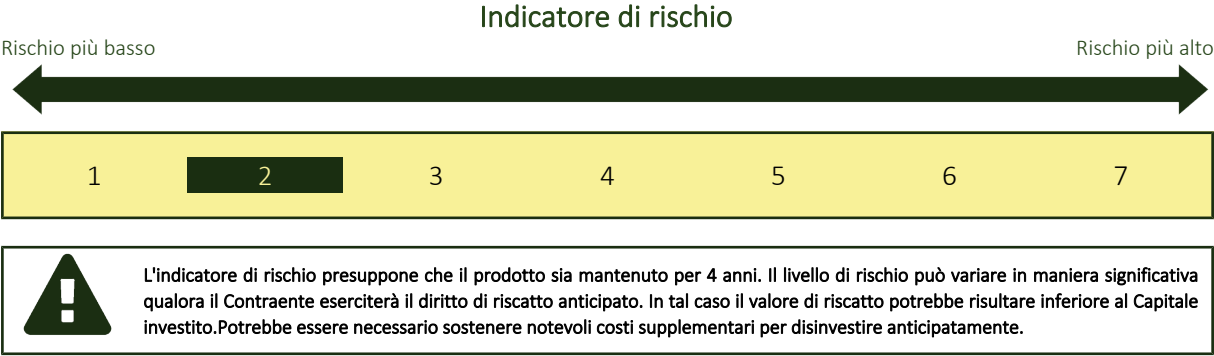 Indicatore di rischio
Rischio più basso
Rischio più alto
1 2 3 4 5 6 7
L'indicatore di rischio presuppone che il prodotto sia mantenuto per 4 anni. Il livello di rischio può variare in maniera significativa
qualora il Contraente eserciterà il diritto di riscatto anticipato. In tal caso il valore di riscatto potrebbe risultare inferiore al Capitale
investito.Potrebbe essere necessario sostenere notevoli costi supplementari per disinvestire anticipatamente.